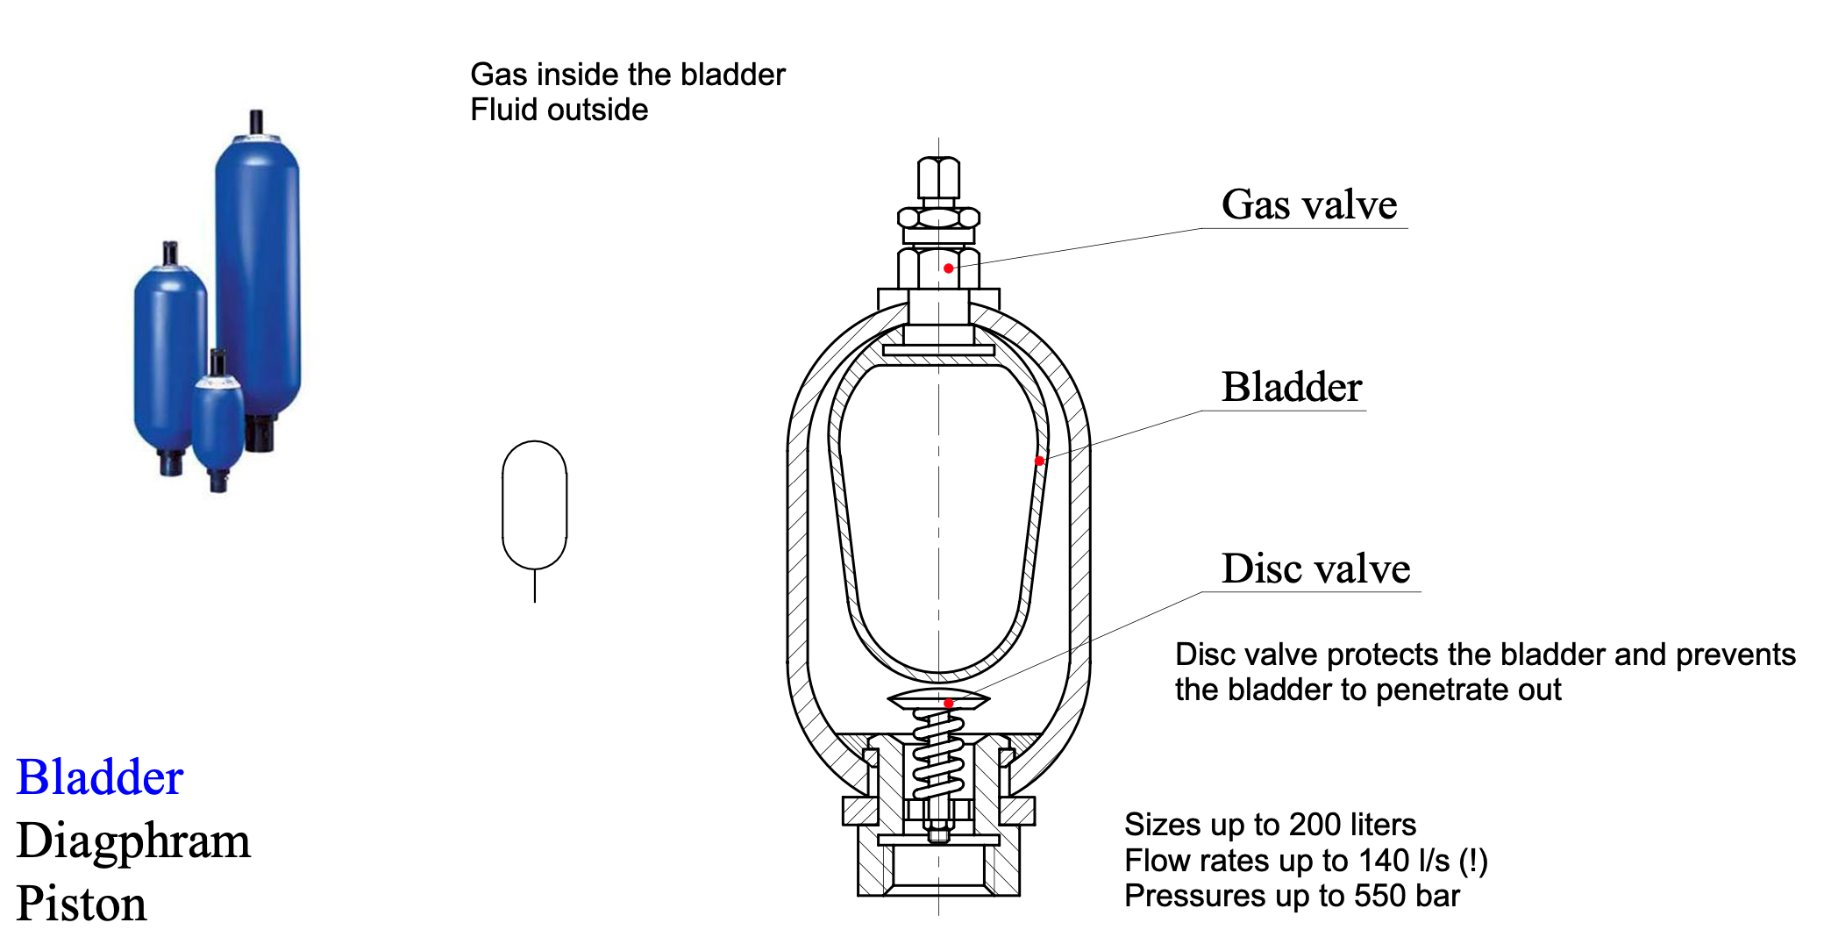 Gas inside the bladder
Fluid outside
Gas valve
Bladder
Disc valve
Disc valve protects the bladder and prevents
the bladder to penetrate out
Bladder
Diagphram
Piston
Sizes up to 200 liters
Flow rates up to 140 l/s (!)
Pressures up to 550 bar